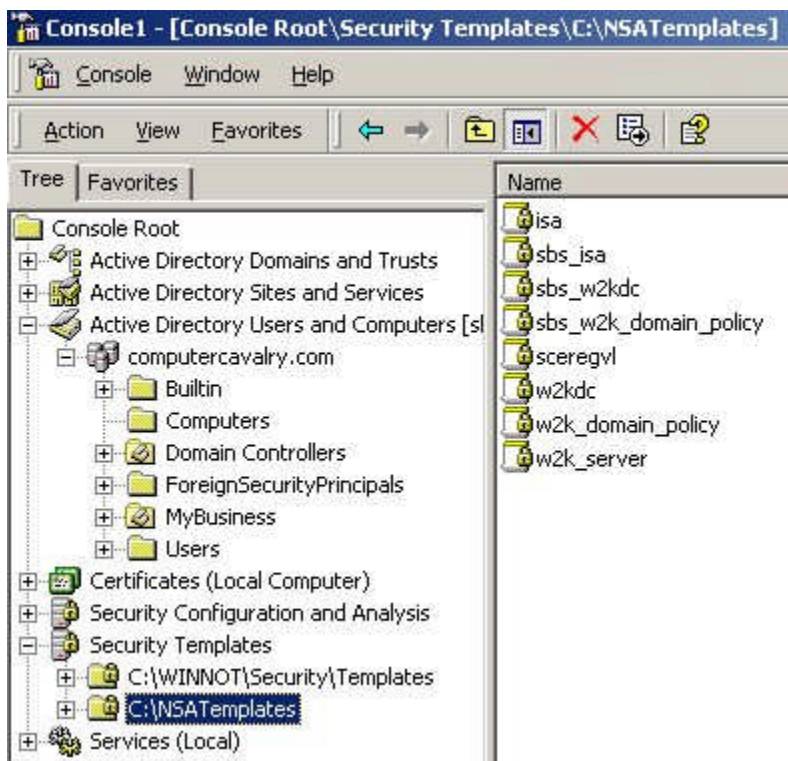 Console1 - [Console Root\Security Templates\C:\NSATemplates]
Console Window Help
Action View Favorites
Tree Favorites
Name
Console Root
Active Directory Domains and Trusts
Active Directory Sites and Services
Active Directory Users and Computers [sl
computercavalry.com
Builtin
Computers
Domain Controllers
ForeignSecurityPrincipals
MyBusiness
Users
Certificates (Local Computer)
Security Configuration and Analysis
Security Templates
C:\WINNOT\Security\Templates
C:\NSATemplates
Services (Local)
isa
sbs_isa
sbs_w2kdc
sbs_w2k_domain_policy
sceregvl
w2kdc
w2k_domain_policy
w2k_server